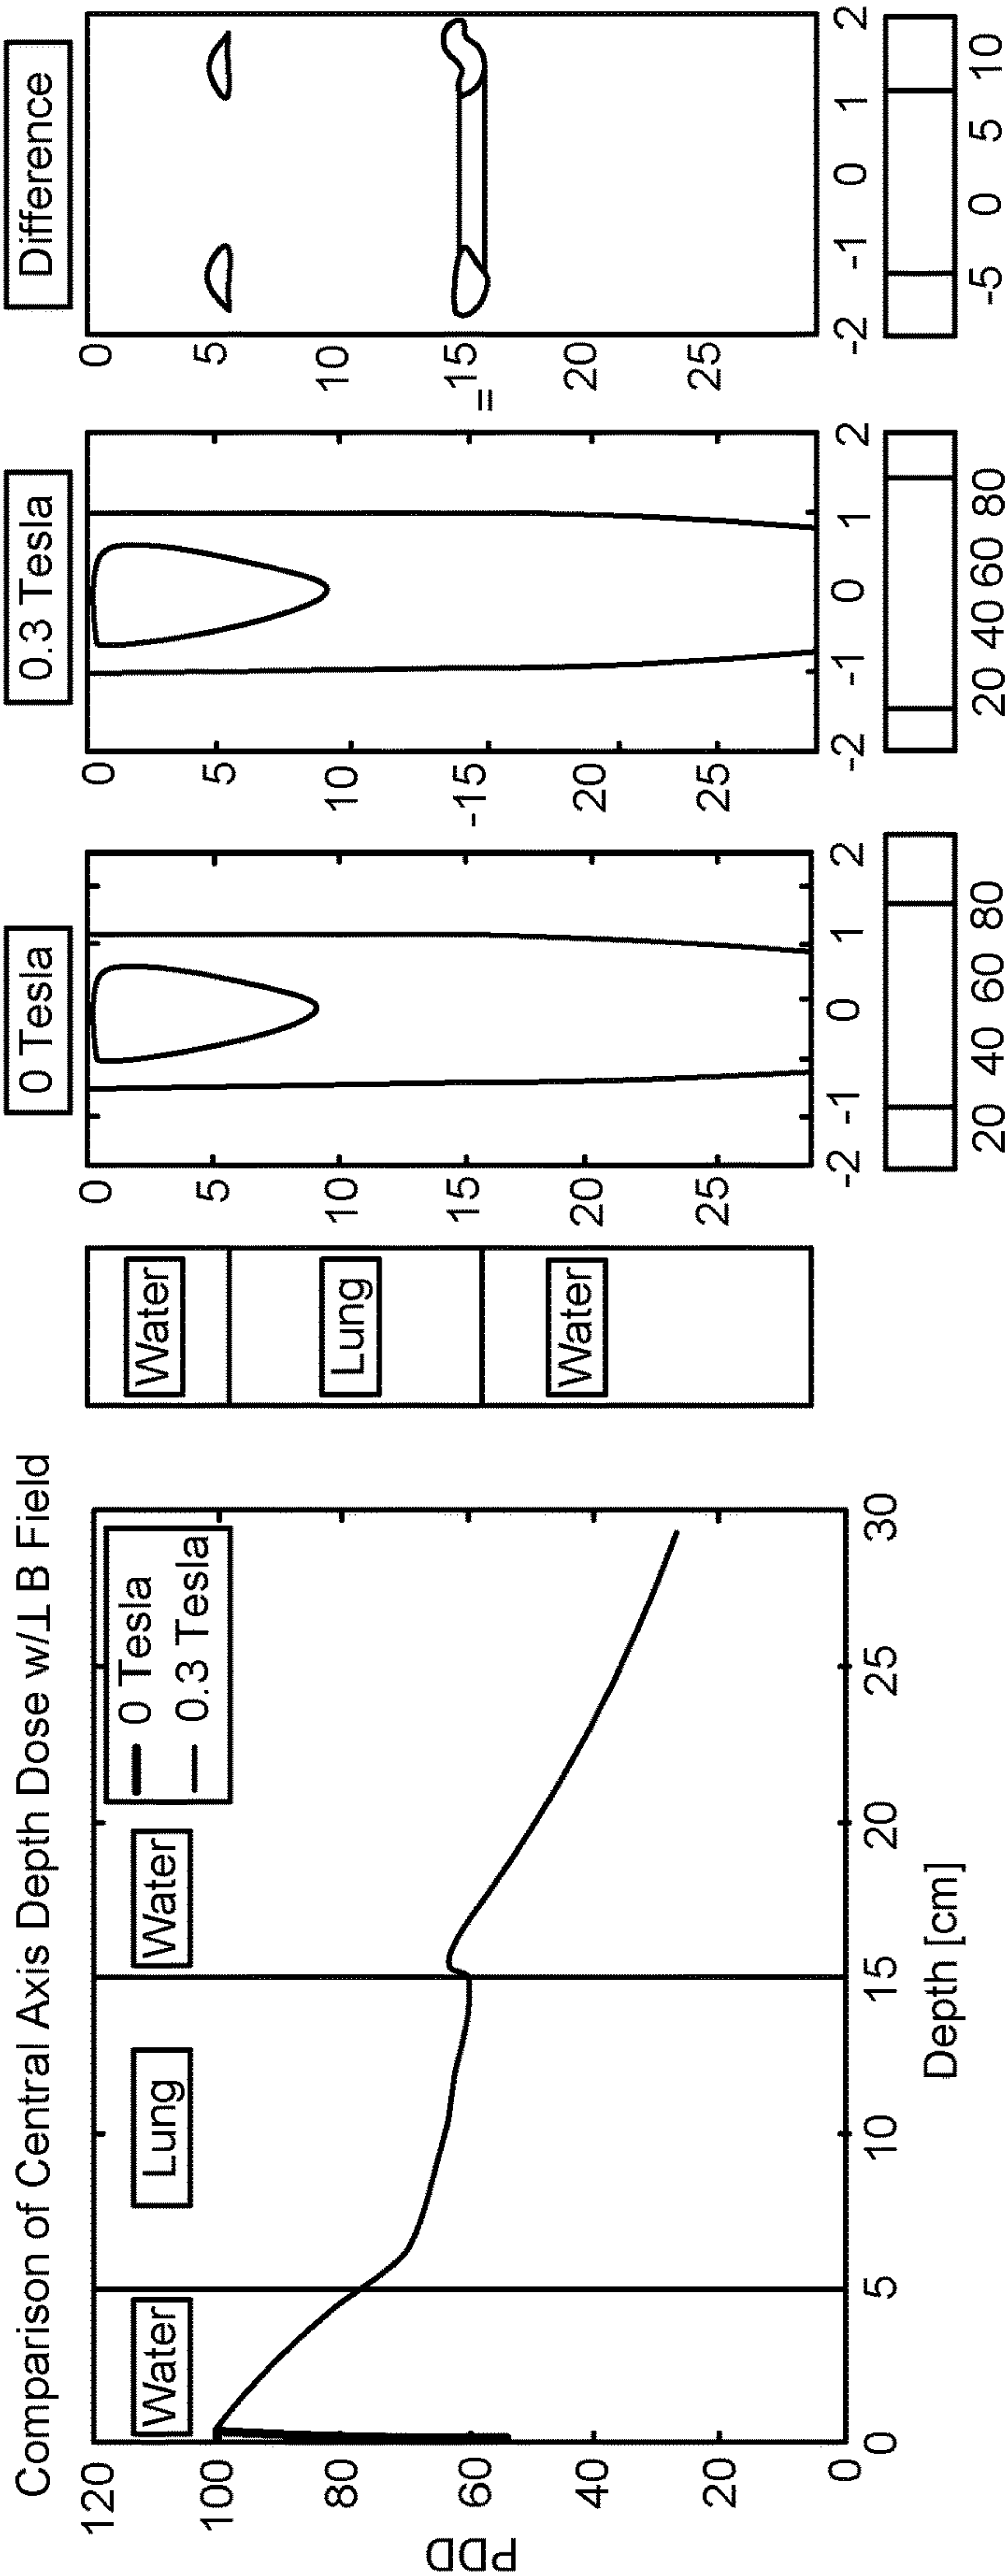 Comparison of Central Axis Depth Dose w/⊥ B Field
Water
Lung
Water
0 Tesla
0.3 Tesla
PDD
120
100
80
60
40
20
0
0 5 10 15 20 25 30
Depth [cm]
Water
Lung
Water
0 Tesla
0
5
10
15
20
25
-2 -1 0 1 2
20 40 60 80
0.3 Tesla
0
5
10
-15
20
25
-2 -1 0 1 2
20 40 60 80
=
Difference
0
5
10
15
20
25
-2 -1 0 1 2
-5 0 5 10